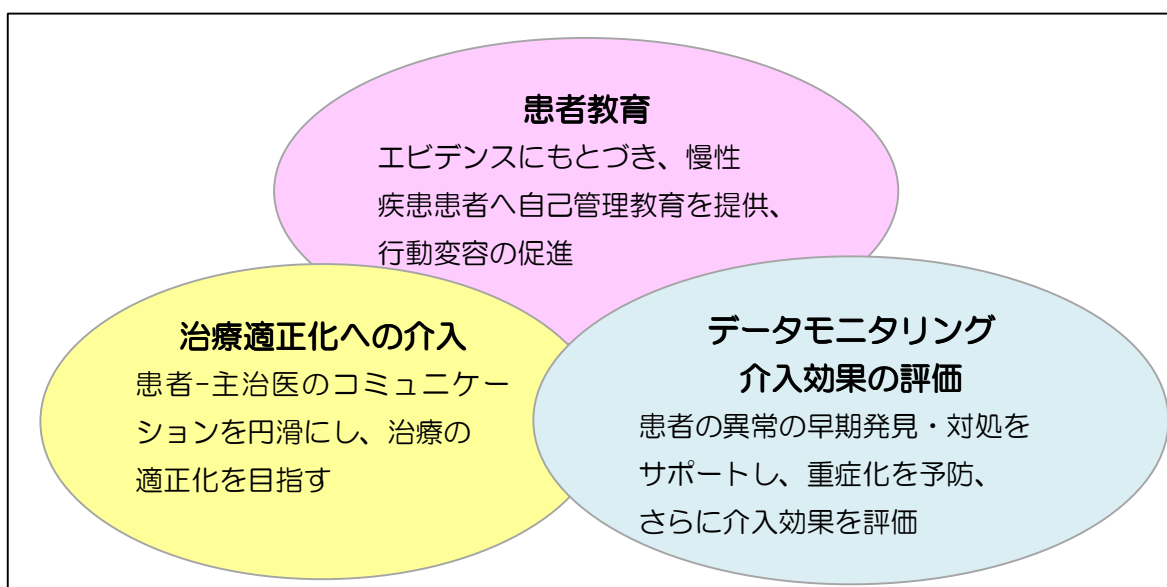 患者教育
エビデンスにもとづき、慢性
疾患患者へ自己管理教育を提供、
行動変容の促進
治療適正化への介入
患者-主治医のコミュニケー
ションを円滑にし、治療の
適正化を目指す
データモニタリング
介入効果の評価
患者の異常の早期発見・対処を
サポートし、重症化を予防、
さらに介入効果を評価